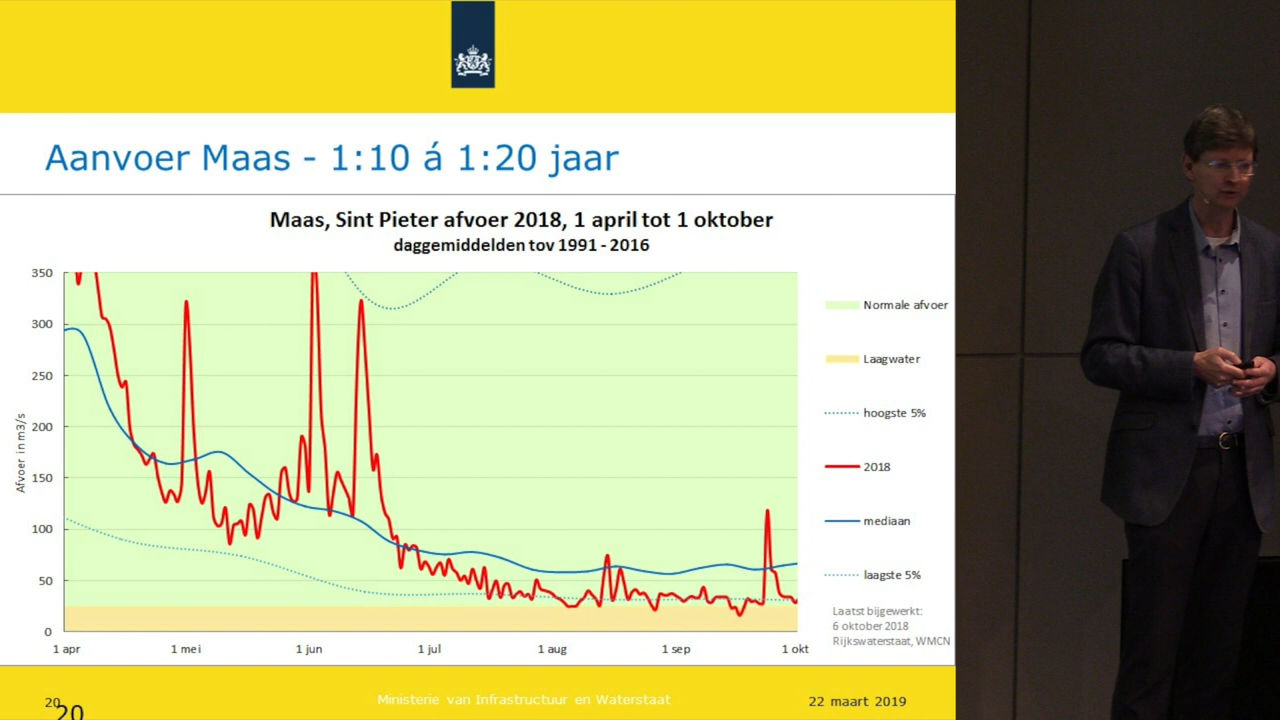 Aanvoer Maas - 1:10 á 1:20 jaar
Maas, Sint Pieter afvoer 2018, 1 april tot 1 oktober
daggemiddelden tov 1991 - 2016
Afvoer in m3/s
350
300
250
200
150
100
50
0
1 apr
1 mei
1 jun
1 jul
1 aug
1 sep
1 okt
Normale afvoer
Laagwater
hoogste 5%
2018
mediaan
laagste 5%
Laatst bijgewerkt:
6 oktober 2018
Rijkswaterstaat, WMCN
20
20
Ministerie van Infrastructuur en Waterstaat
22 maart 2019